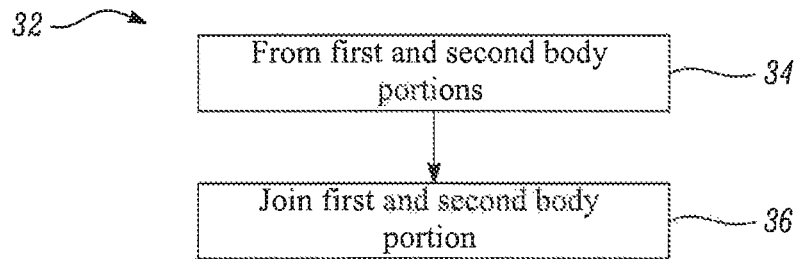 32
From first and second body
portions
34
Join first and second body
portion
36